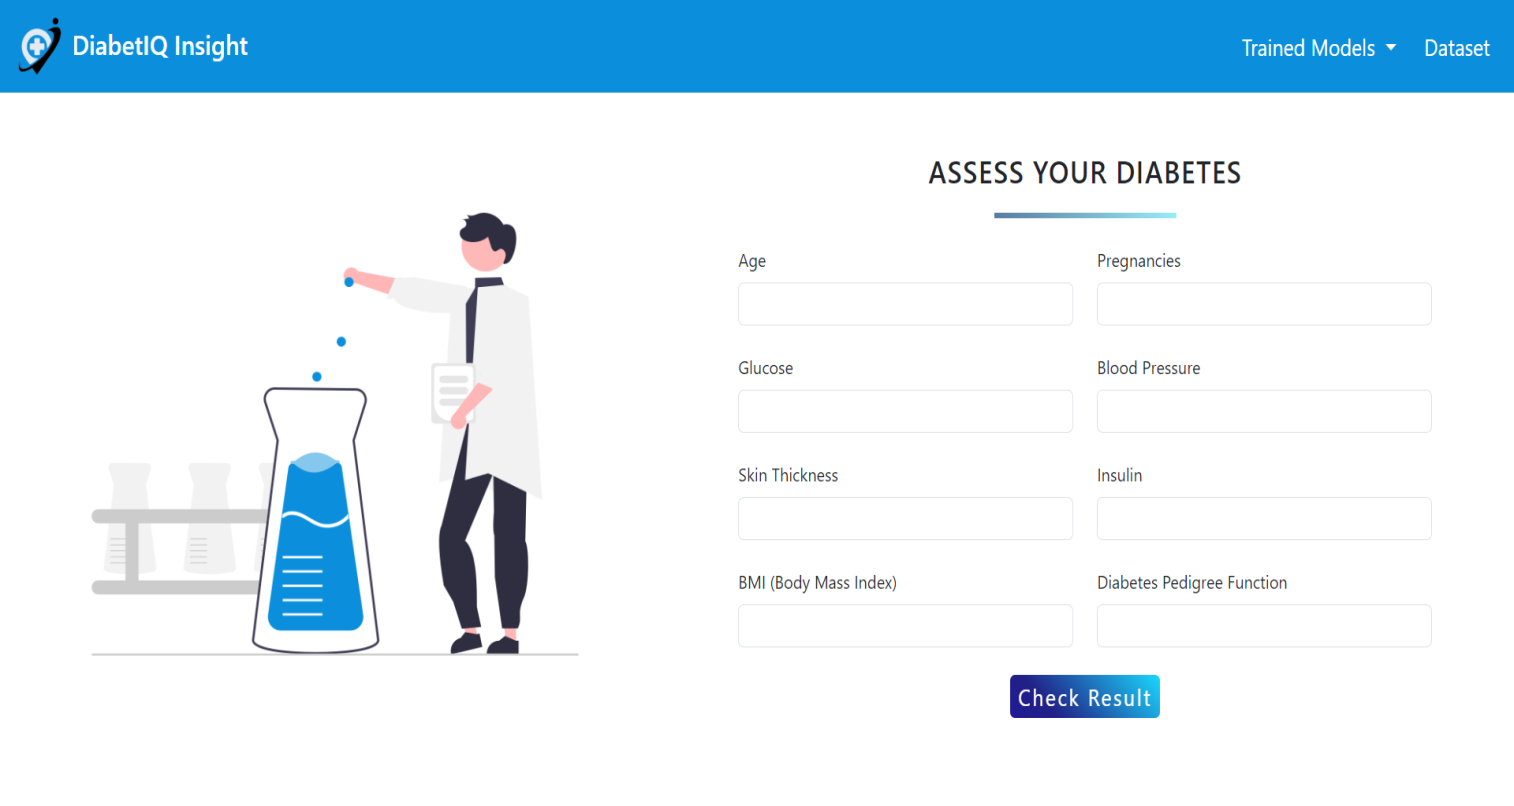 DiabetIQ Insight
Trained Models
Dataset
ASSESS YOUR DIABETES
Age
Pregnancies
Glucose
Blood Pressure
Skin Thickness
Insulin
BMI (Body Mass Index)
Diabetes Pedigree Function
Check Result